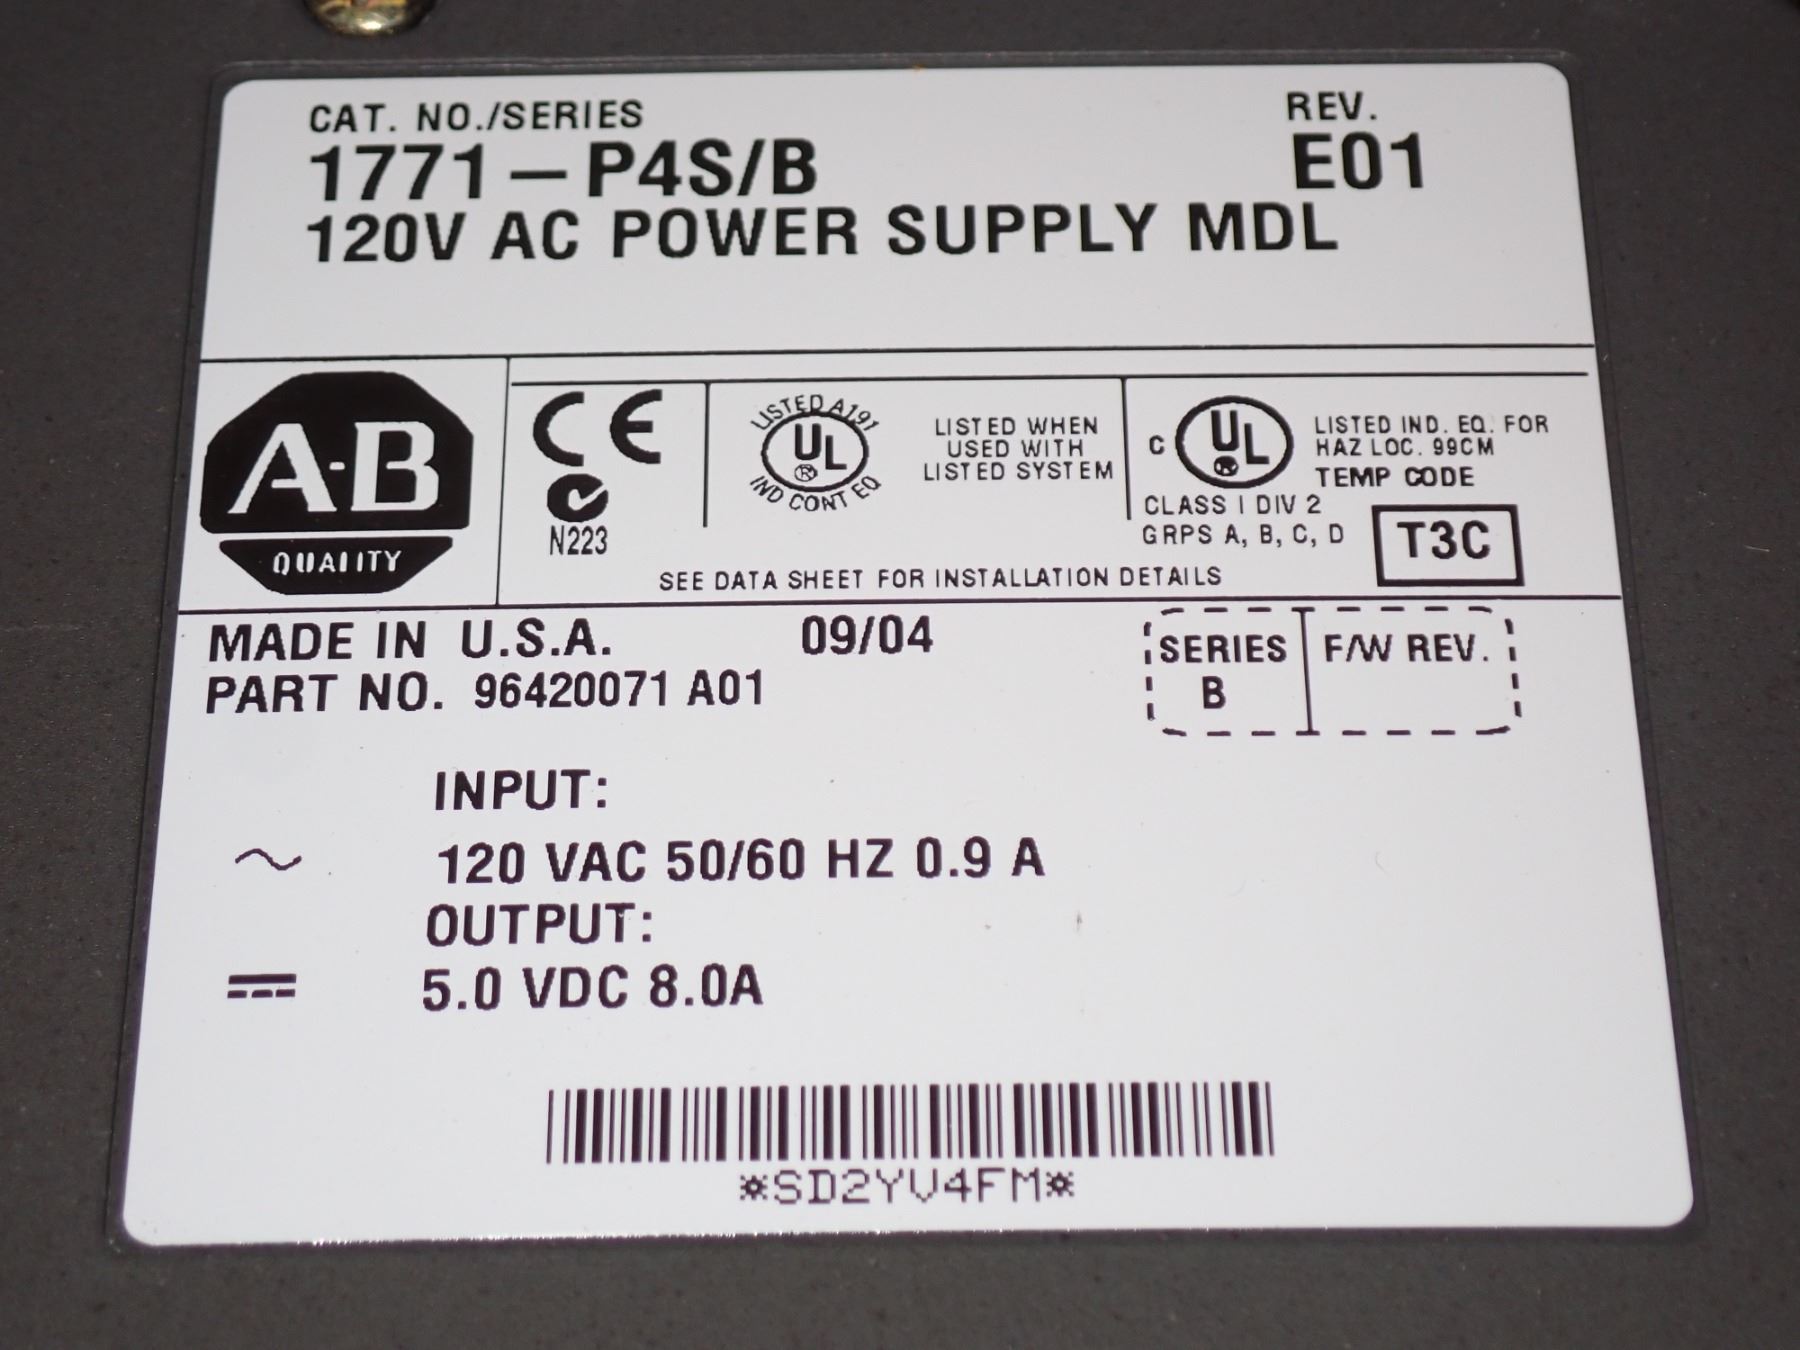 CAT. NO./SERIES
REV.
1771-P4S/B
E01
120V AC POWER SUPPLY MDL
A-B
QUALITY
CE
N223
LISTED A191
UL
®
IND CONT EQ
LISTED WHEN
USED WITH
LISTED SYSTEM
C UL
®
LISTED IND. EQ. FOR
HAZ LOC. 99CM
TEMP CODE
CLASS I DIV 2
GRPS A, B, C, D
T3C
SEE DATA SHEET FOR INSTALLATION DETAILS
MADE IN U.S.A. 09/04
PART NO. 96420071 A01
SERIES
B
F/W REV.
INPUT:
120 VAC 50/60 HZ 0.9 A
OUTPUT:
5.0 VDC 8.0A
*SD2YV4FM*